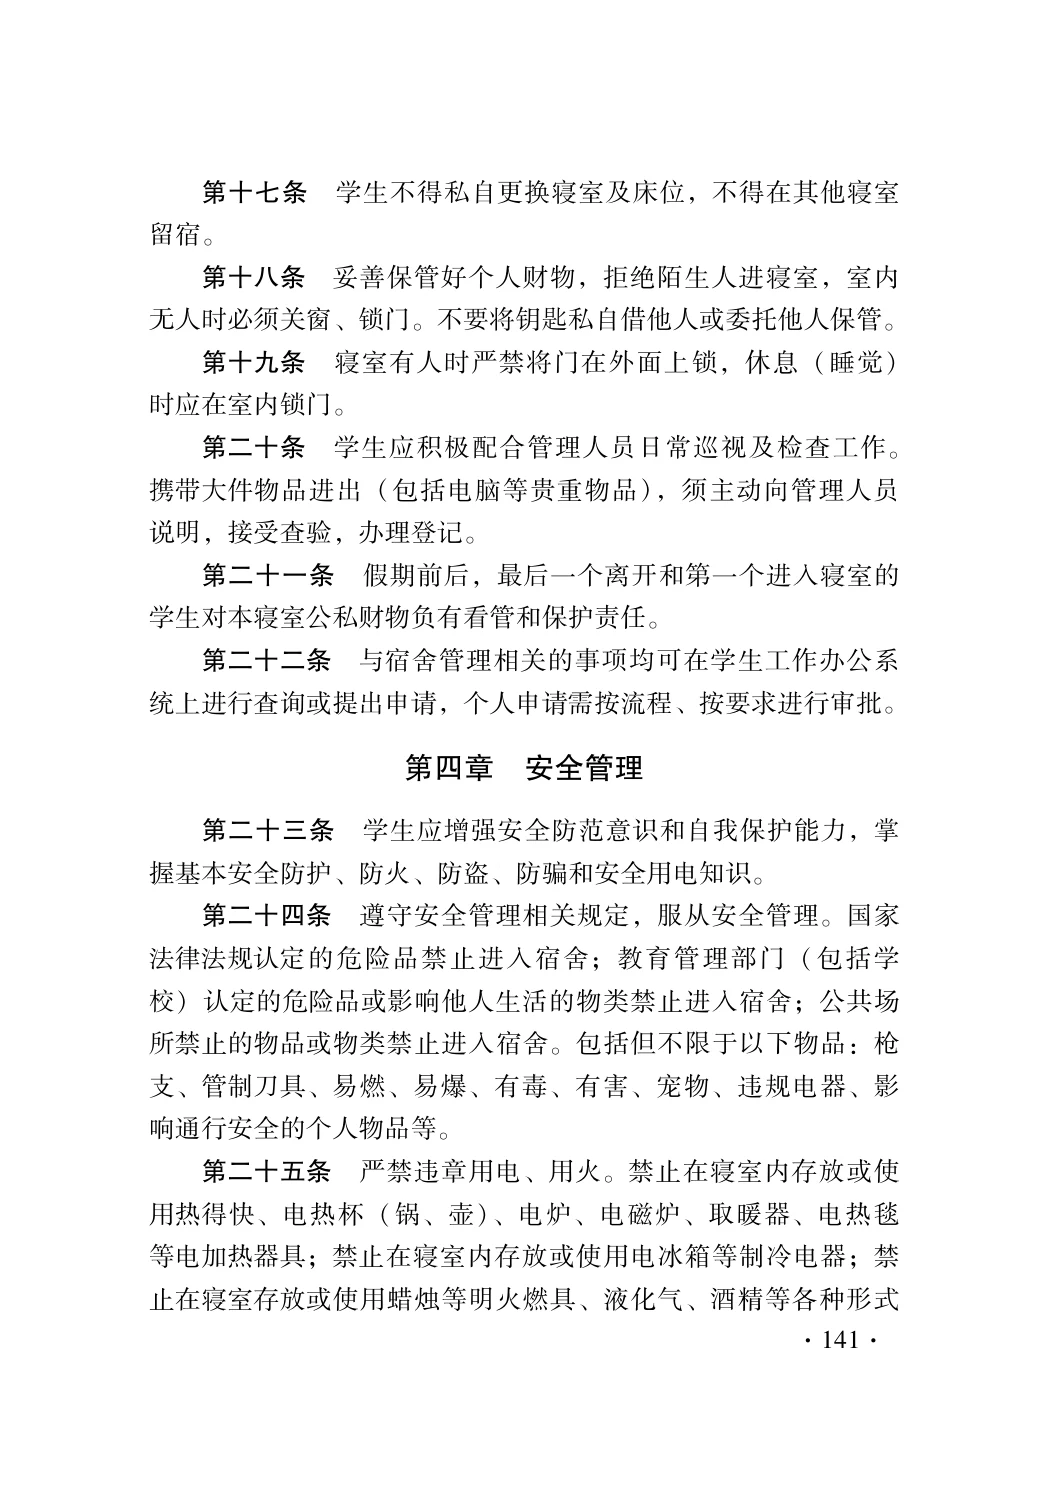 第十七条　学生不得私自更换寝室及床位，不得在其他寝室
留宿。
第十八条　妥善保管好个人财物，拒绝陌生人进寝室，室内
无人时必须关窗、锁门。不要将钥匙私自借他人或委托他人保管。
第十九条　寝室有人时严禁将门在外面上锁，休息（睡觉）
时应在室内锁门。
第二十条　学生应积极配合管理人员日常巡视及检查工作。
携带大件物品进出（包括电脑等贵重物品），须主动向管理人员
说明，接受查验，办理登记。
第二十一条　假期前后，最后一个离开和第一个进入寝室的
学生对本寝室公私财物负有看管和保护责任。
第二十二条　与宿舍管理相关的事项均可在学生工作办公系
统上进行查询或提出申请，个人申请需按流程、按要求进行审批。
第四章　安全管理
第二十三条　学生应增强安全防范意识和自我保护能力，掌
握基本安全防护、防火、防盗、防骗和安全用电知识。
第二十四条　遵守安全管理相关规定，服从安全管理。国家
法律法规认定的危险品禁止进入宿舍；教育管理部门（包括学
校）认定的危险品或影响他人生活的物类禁止进入宿舍；公共场
所禁止的物品或物类禁止进入宿舍。包括但不限于以下物品：枪
支、管制刀具、易燃、易爆、有毒、有害、宠物、违规电器、影
响通行安全的个人物品等。
第二十五条　严禁违章用电、用火。禁止在寝室内存放或使
用热得快、电热杯（锅、壶）、电炉、电磁炉、取暖器、电热毯
等电加热器具；禁止在寝室内存放或使用电冰箱等制冷电器；禁
止在寝室存放或使用蜡烛等明火燃具、液化气、酒精等各种形式
·141·